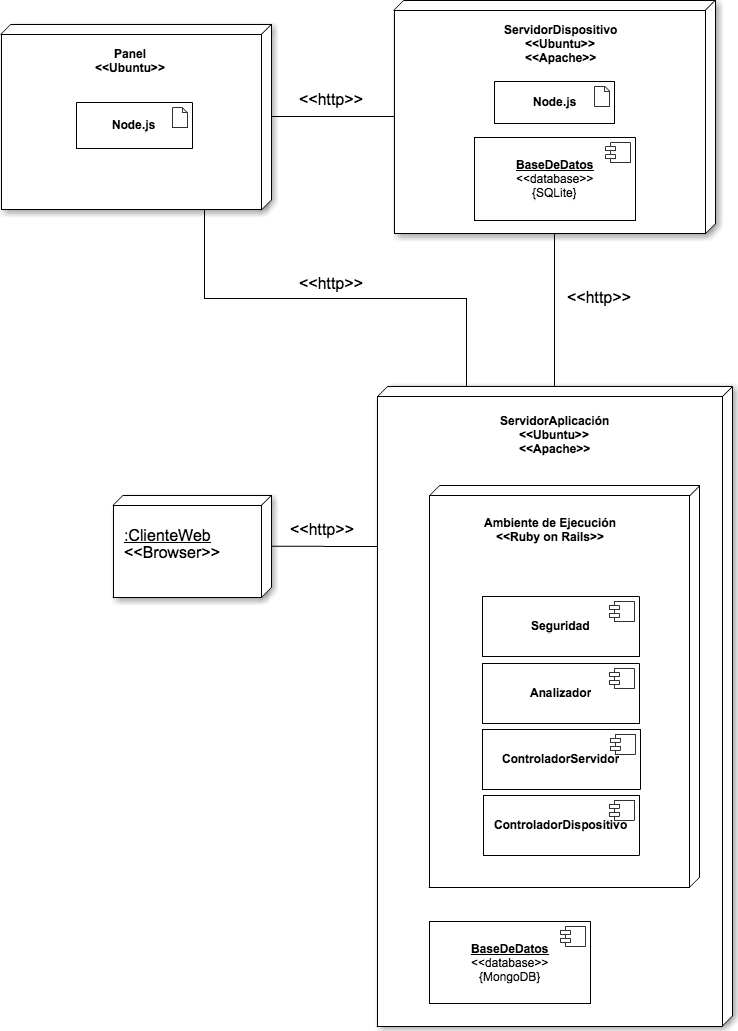 Panel
<<Ubuntu>>
Node.js
<<http>>
ServidorDispositivo
<<Ubuntu>>
<<Apache>>
Node.js
BaseDeDatos
<<database>>
{SQLite}
<<http>>
<<http>>
ServidorAplicación
<<Ubuntu>>
<<Apache>>
:ClienteWeb
<<Browser>>
<<http>>
Ambiente de Ejecución
<<Ruby on Rails>>
Seguridad
Analizador
ControladorServidor
ControladorDispositivo
BaseDeDatos
<<database>>
{MongoDB}